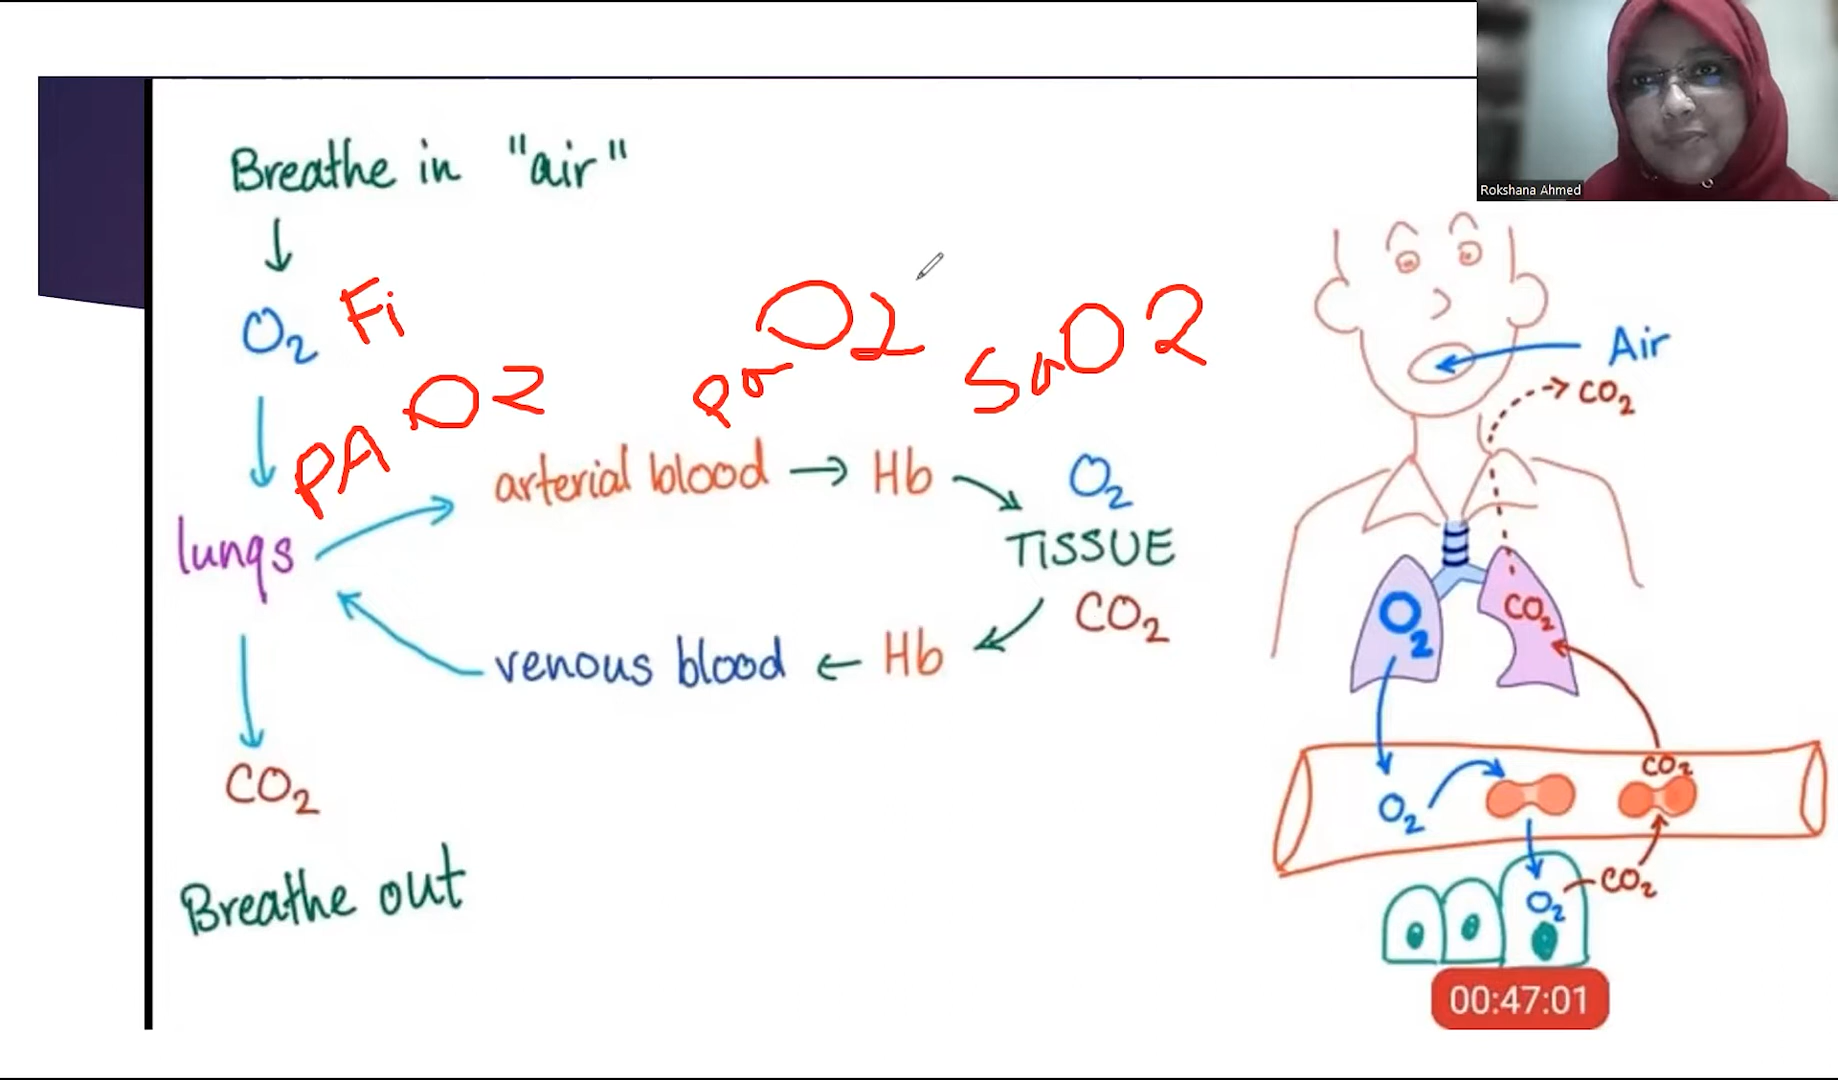 Rokshana Ahmed
Breathe in "air"
O2 Fi
PAO2
PaO2
SaO2
lungs
arterial blood → Hb
O2
TISSUE
CO2
venous blood ← Hb
CO2
Breathe out
Air
CO2
O2
CO2
O2
CO2
O2
CO2
00:47:01